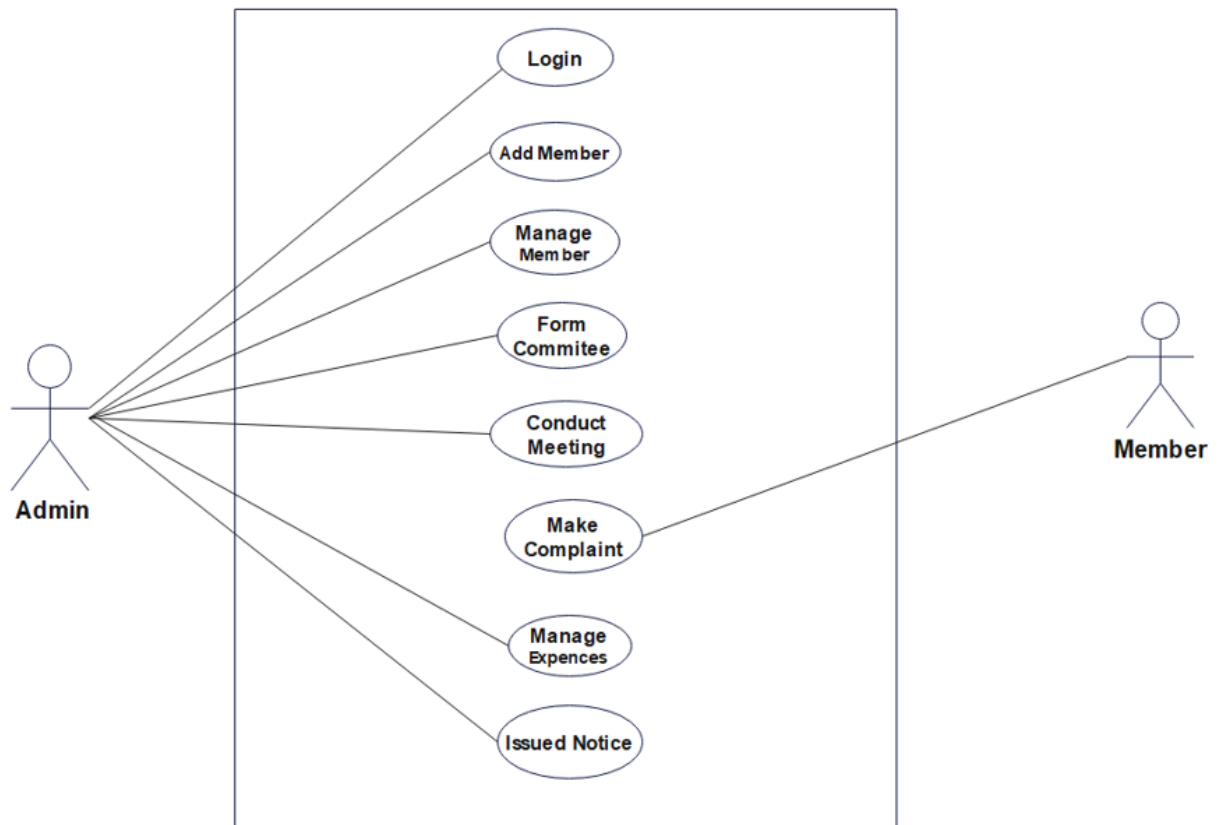 Login
Add Member
Manage
Member
Form
Commitee
Conduct
Meeting
Make
Complaint
Manage
Expences
Issued Notice
Admin
Member